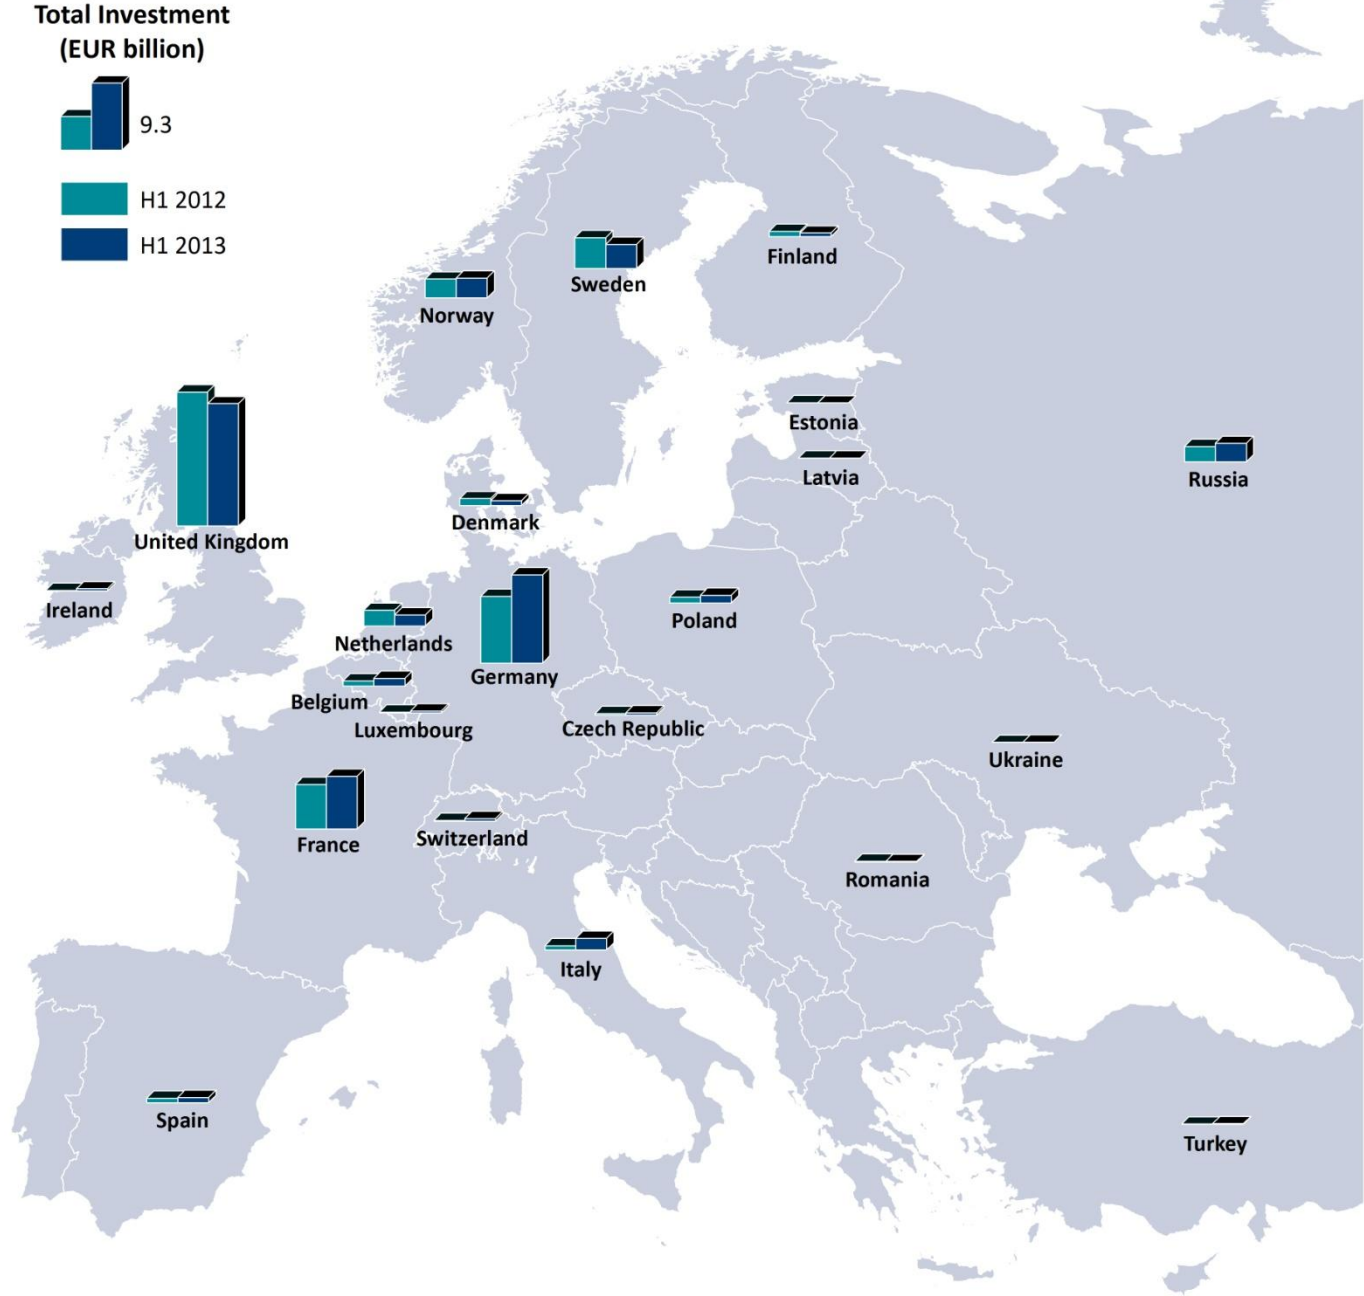 Total Investment
(EUR billion)
9.3
H1 2012
H1 2013
Finland
Sweden
Norway
Estonia
Latvia
Russia
Denmark
United Kingdom
Ireland
Poland
Netherlands
Germany
Belgium
Luxembourg
Czech Republic
Ukraine
Switzerland
France
Romania
Italy
Spain
Turkey